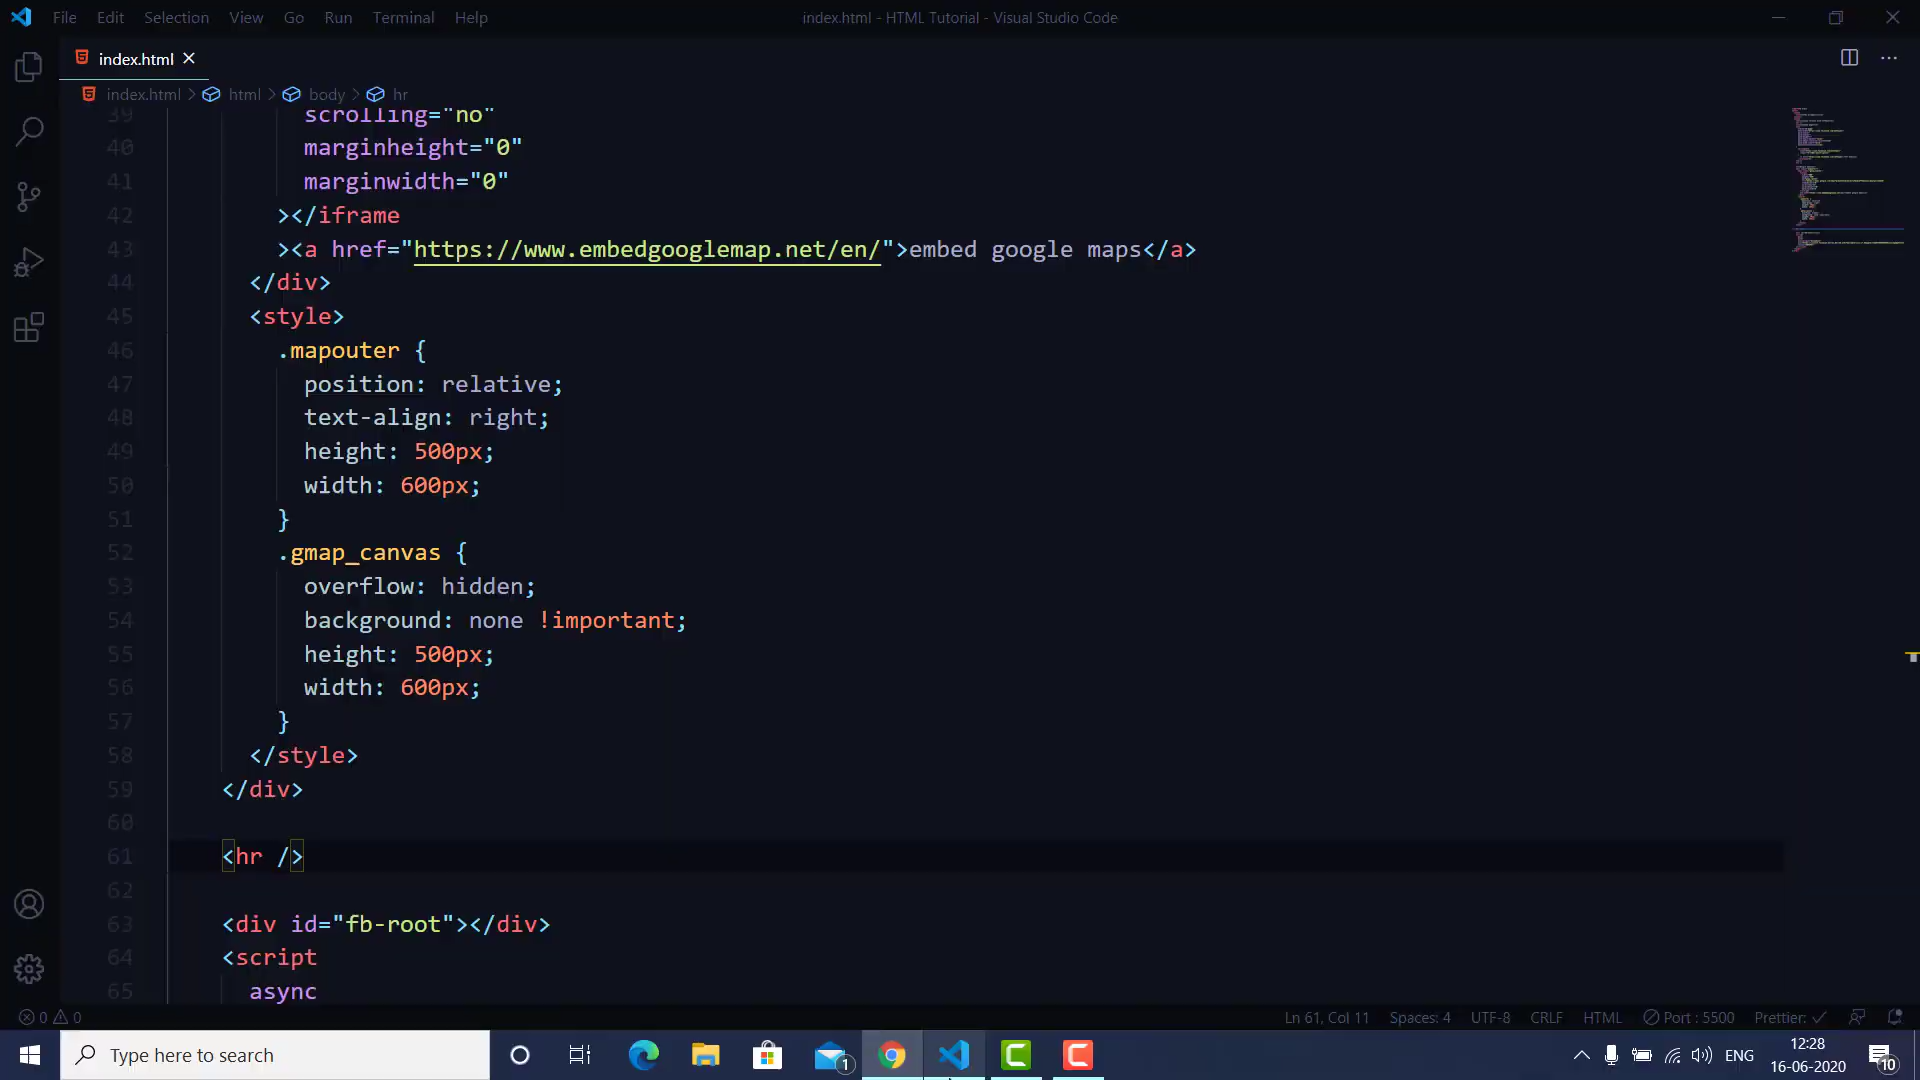 File Edit Selection View Go Run Terminal Help index.html - HTML Tutorial - Visual Studio Code
index.html
index.html > html > body > hr
39 scrolling="no"
40 marginheight="0"
41 marginwidth="0"
42 ></iframe
43 ><a href="https://www.embedgooglemap.net/en/">embed google maps</a>
44 </div>
45 <style>
46 .mapouter {
47 position: relative;
48 text-align: right;
49 height: 500px;
50 width: 600px;
51 }
52 .gmap_canvas {
53 overflow: hidden;
54 background: none !important;
55 height: 500px;
56 width: 600px;
57 }
58 </style>
59 </div>
60
61 <hr />
62
63 <div id="fb-root"></div>
64 <script
65 async
0 0 Ln 61, Col 11 Spaces: 4 UTF-8 CRLF HTML Port : 5500 Prettier: ✓
Type here to search 1 ENG 12:28 10
16-06-2020